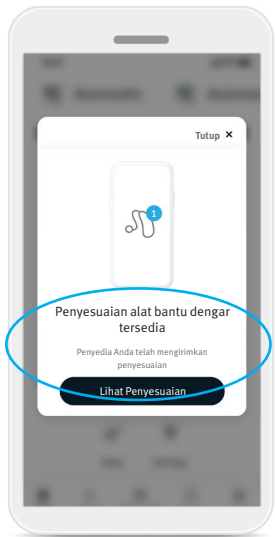 Tutup ×
1
Penyesuaian alat bantu dengar
tersedia
Penyedia Anda telah mengirimkan
penyesuaian
Lihat Penyesuaian